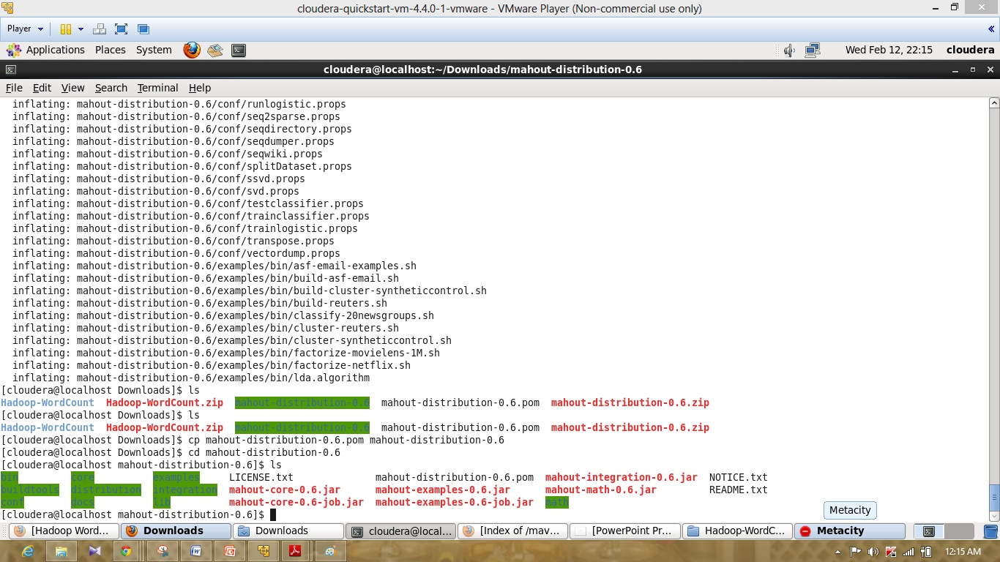 cloudera-quickstart-vm-4.4.0-1-vmware - VMware Player (Non-commercial use only)
Player
Applications Places System Wed Feb 12, 22:15 cloudera
cloudera@localhost:~/Downloads/mahout-distribution-0.6
File Edit View Search Terminal Help
inflating: mahout-distribution-0.6/conf/runlogistic.props
inflating: mahout-distribution-0.6/conf/seq2sparse.props
inflating: mahout-distribution-0.6/conf/seqdirectory.props
inflating: mahout-distribution-0.6/conf/seqdumper.props
inflating: mahout-distribution-0.6/conf/seqwiki.props
inflating: mahout-distribution-0.6/conf/splitDataset.props
inflating: mahout-distribution-0.6/conf/ssvd.props
inflating: mahout-distribution-0.6/conf/svd.props
inflating: mahout-distribution-0.6/conf/testclassifier.props
inflating: mahout-distribution-0.6/conf/trainclassifier.props
inflating: mahout-distribution-0.6/conf/trainlogistic.props
inflating: mahout-distribution-0.6/conf/transpose.props
inflating: mahout-distribution-0.6/conf/vectordump.props
inflating: mahout-distribution-0.6/examples/bin/asf-email-examples.sh
inflating: mahout-distribution-0.6/examples/bin/build-asf-email.sh
inflating: mahout-distribution-0.6/examples/bin/build-cluster-syntheticcontrol.sh
inflating: mahout-distribution-0.6/examples/bin/build-reuters.sh
inflating: mahout-distribution-0.6/examples/bin/classify-20newsgroups.sh
inflating: mahout-distribution-0.6/examples/bin/cluster-reuters.sh
inflating: mahout-distribution-0.6/examples/bin/cluster-syntheticcontrol.sh
inflating: mahout-distribution-0.6/examples/bin/factorize-movielens-1M.sh
inflating: mahout-distribution-0.6/examples/bin/factorize-netflix.sh
inflating: mahout-distribution-0.6/examples/bin/lda.algorithm
[cloudera@localhost Downloads]$ ls
Hadoop-WordCount Hadoop-WordCount.zip mahout-distribution-0.6 mahout-distribution-0.6.pom mahout-distribution-0.6.zip
[cloudera@localhost Downloads]$ ls
Hadoop-WordCount Hadoop-WordCount.zip mahout-distribution-0.6 mahout-distribution-0.6.pom mahout-distribution-0.6.zip
[cloudera@localhost Downloads]$ cp mahout-distribution-0.6.pom mahout-distribution-0.6
[cloudera@localhost Downloads]$ cd mahout-distribution-0.6
[cloudera@localhost mahout-distribution-0.6]$ ls
bin core examples LICENSE.txt mahout-distribution-0.6.pom mahout-integration-0.6.jar NOTICE.txt
buildtools distribution integration mahout-core-0.6.jar mahout-examples-0.6.jar mahout-math-0.6.jar README.txt
conf docs lib mahout-core-0.6-job.jar mahout-examples-0.6-job.jar math
[cloudera@localhost mahout-distribution-0.6]$
Metacity
[Hadoop Word... Downloads Downloads cloudera@local... [Index of /mav... [PowerPoint Pr... Hadoop-WordC... Metacity
12:15 AM